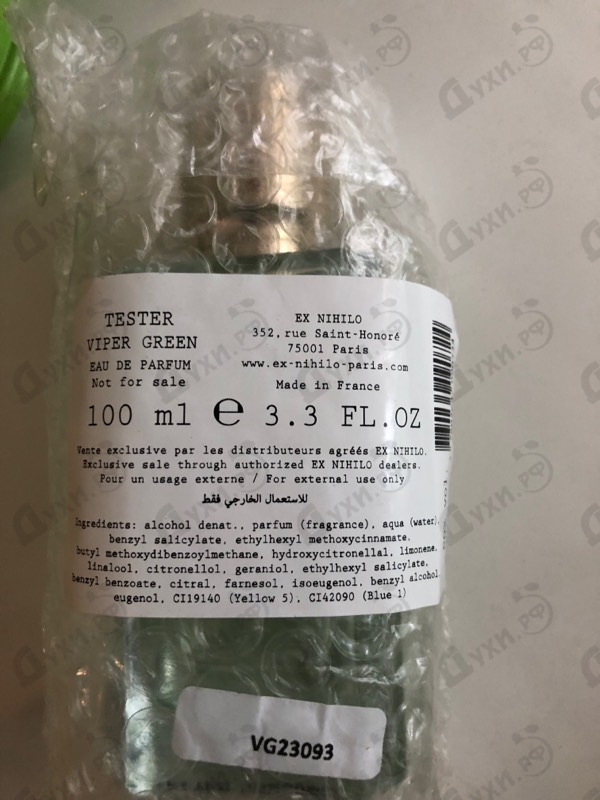 TESTER
VIPER GREEN
EAU DE PARFUM
Not for sale
EX NIHILO
352, rue Saint-Honoré
75001 Paris
www.ex-nihilo-paris.com
Made in France
100 ml ℮ 3.3 FL.OZ
Vente exclusive par les distributeurs agréés EX NIHILO.
Exclusive sale through authorized EX NIHILO dealers.
Pour un usage externe / For external use only
للاستعمال الخارجي فقط
Ingredients: alcohol denat., parfum (fragrance), aqua (water),
benzyl salicylate, ethylhexyl methoxycinnamate,
butyl methoxydibenzoylmethane, hydroxycitronellal, limonene,
linalool, citronellol, geraniol, ethylhexyl salicylate,
benzyl benzoate, citral, farnesol, isoeugenol, benzyl alcohol,
eugenol, CI19140 (Yellow 5), CI42090 (Blue 1)
VG23093
Духи.РФ